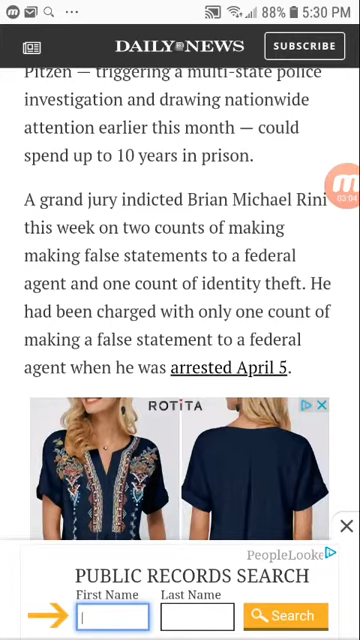 88% 5:30 PM
DAILY NEWS
SUBSCRIBE
Pitzen — triggering a multi-state police
investigation and drawing nationwide
attention earlier this month — could
spend up to 10 years in prison.
03:04
A grand jury indicted Brian Michael Rini
this week on two counts of making
making false statements to a federal
agent and one count of identity theft. He
had been charged with only one count of
making a false statement to a federal
agent when he was arrested April 5.
ROTITA
PeopleLooke
PUBLIC RECORDS SEARCH
First Name Last Name
Search